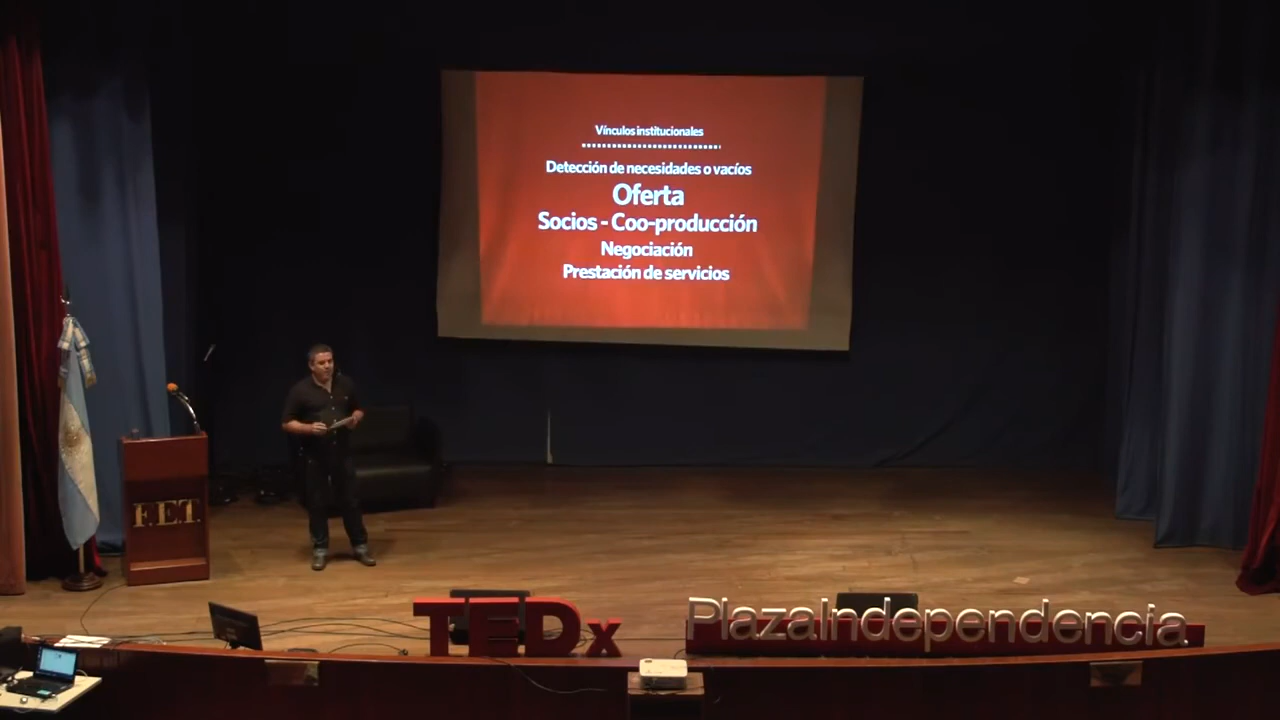 Vínculos institucionales
Detección de necesidades o vacíos
Oferta
Socios - Coo-producción
Negociación
Prestación de servicios
F.E.T.
TEDx
PlazaIndependencia